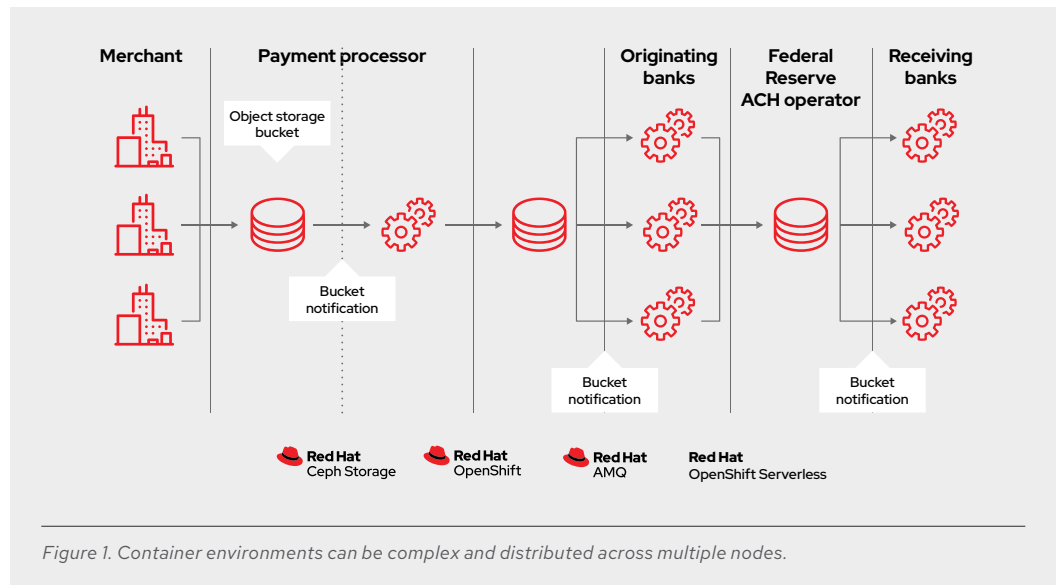 Merchant
Payment processor
Originating
banks
Federal
Reserve
ACH operator
Receiving
banks
Object storage
bucket
Bucket
notification
Bucket
notification
Bucket
notification
Red Hat
Ceph Storage
Red Hat
OpenShift
Red Hat
AMQ
Red Hat
OpenShift Serverless
Figure 1. Container environments can be complex and distributed across multiple nodes.